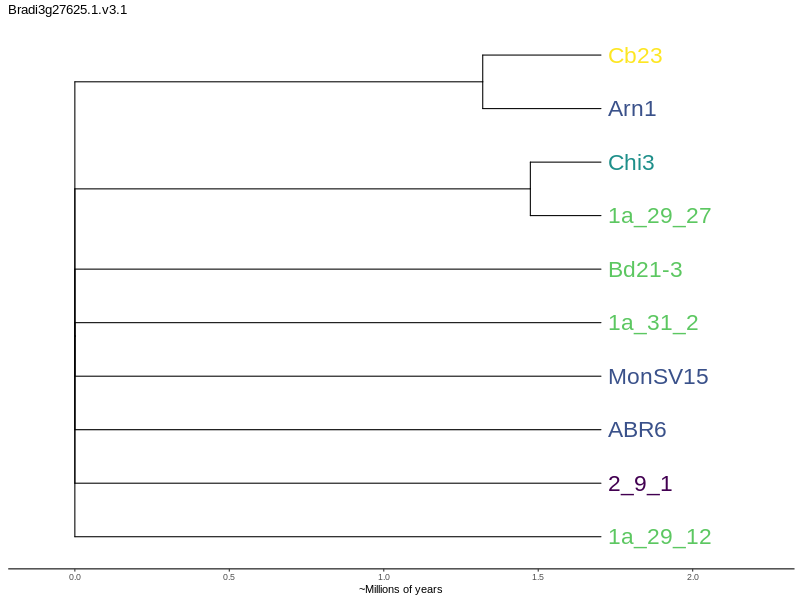 Bradi3g27625.1.v3.1
Cb23
Arn1
Chi3
1a_29_27
Bd21-3
1a_31_2
MonSV15
ABR6
2_9_1
1a_29_12
0.0 0.5 1.0 1.5 2.0
~Millions of years